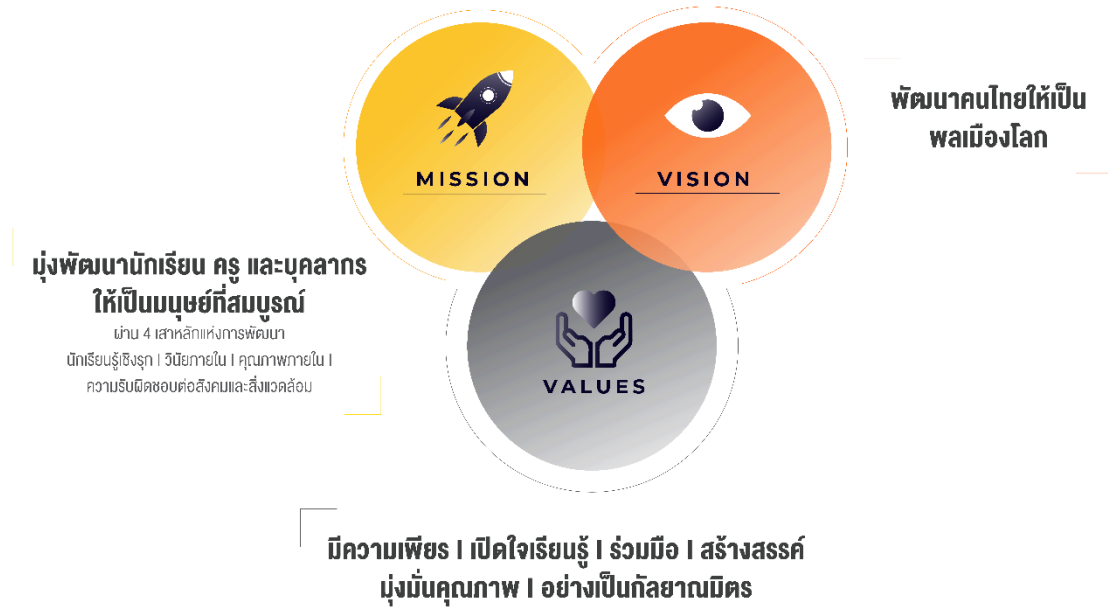 MISSION
VISION
พัฒนาคนไทยให้เป็น
พลเมืองโลก
มุ่งพัฒนานักเรียน ครู และบุคลากร
ให้เป็นมนุษย์ที่สมบูรณ์
ผ่าน 4 เสาหลักแห่งการพัฒนา
นักเรียนรู้เชิงรุก l วินัยภายใน l คุณภาพภายใน l
ความรับผิดชอบต่อสังคมและสิ่งแวดล้อม
VALUES
มีความเพียร l เปิดใจเรียนรู้ l ร่วมมือ l สร้างสรรค์
มุ่งมั่นคุณภาพ l อย่างเป็นกัลยาณมิตร